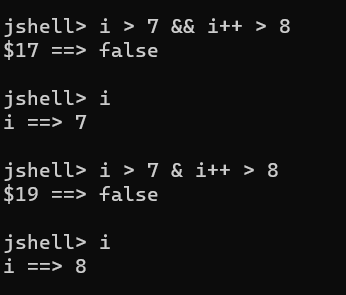 jshell> i > 7 && i++ > 8
$17 ==> false
jshell> i
i ==> 7
jshell> i > 7 & i++ > 8
$19 ==> false
jshell> i
i ==> 8